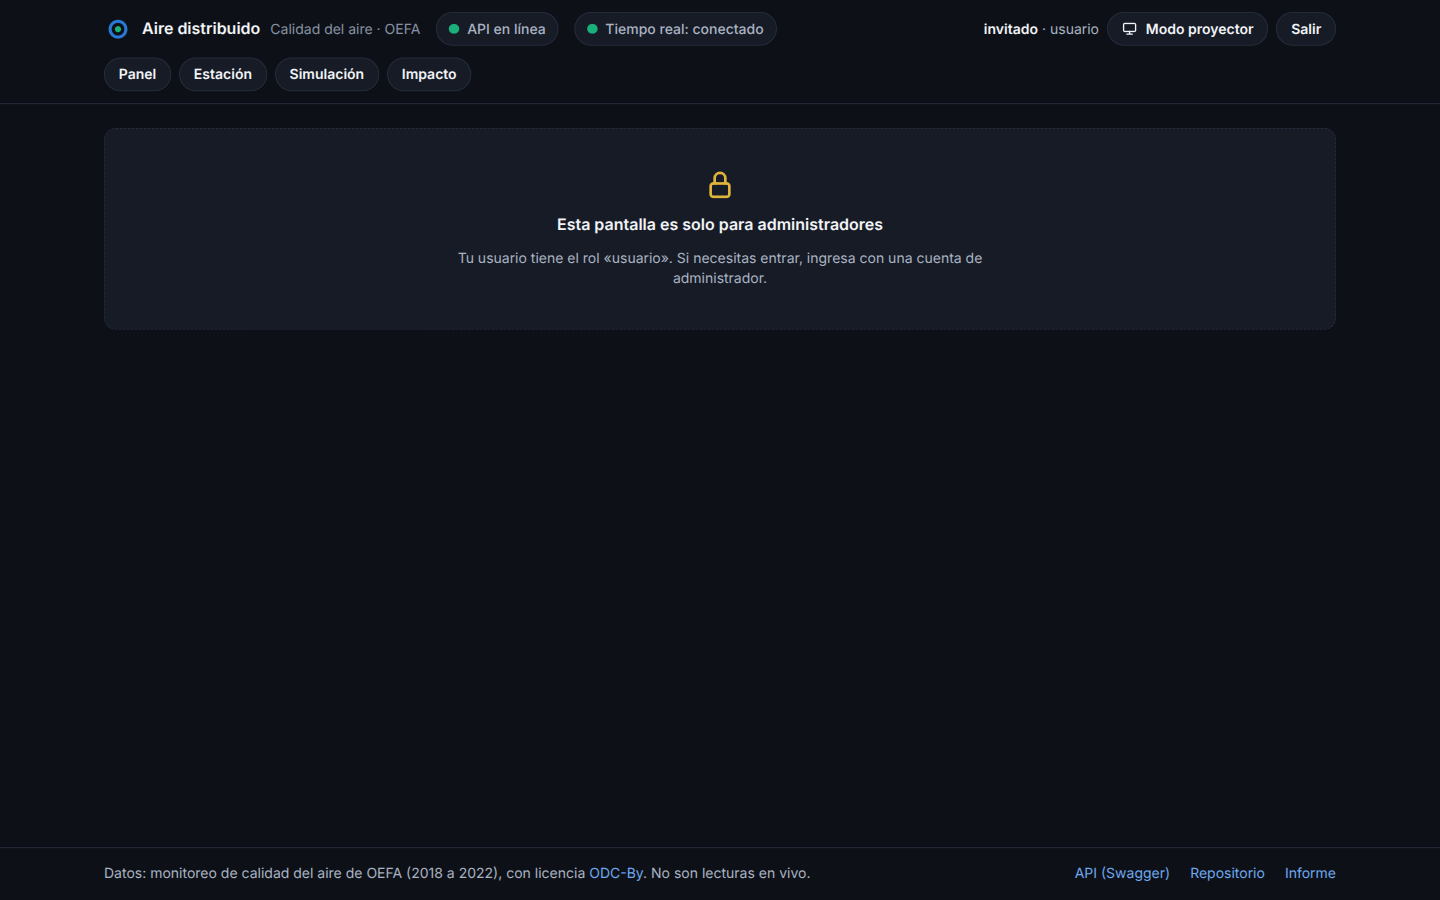 Aire distribuido Calidad del aire · OEFA API en línea Tiempo real: conectado invitado · usuario Modo proyector Salir
Panel Estación Simulación Impacto
Esta pantalla es solo para administradores
Tu usuario tiene el rol «usuario». Si necesitas entrar, ingresa con una cuenta de
administrador.
Datos: monitoreo de calidad del aire de OEFA (2018 a 2022), con licencia ODC-By. No son lecturas en vivo. API (Swagger) Repositorio Informe